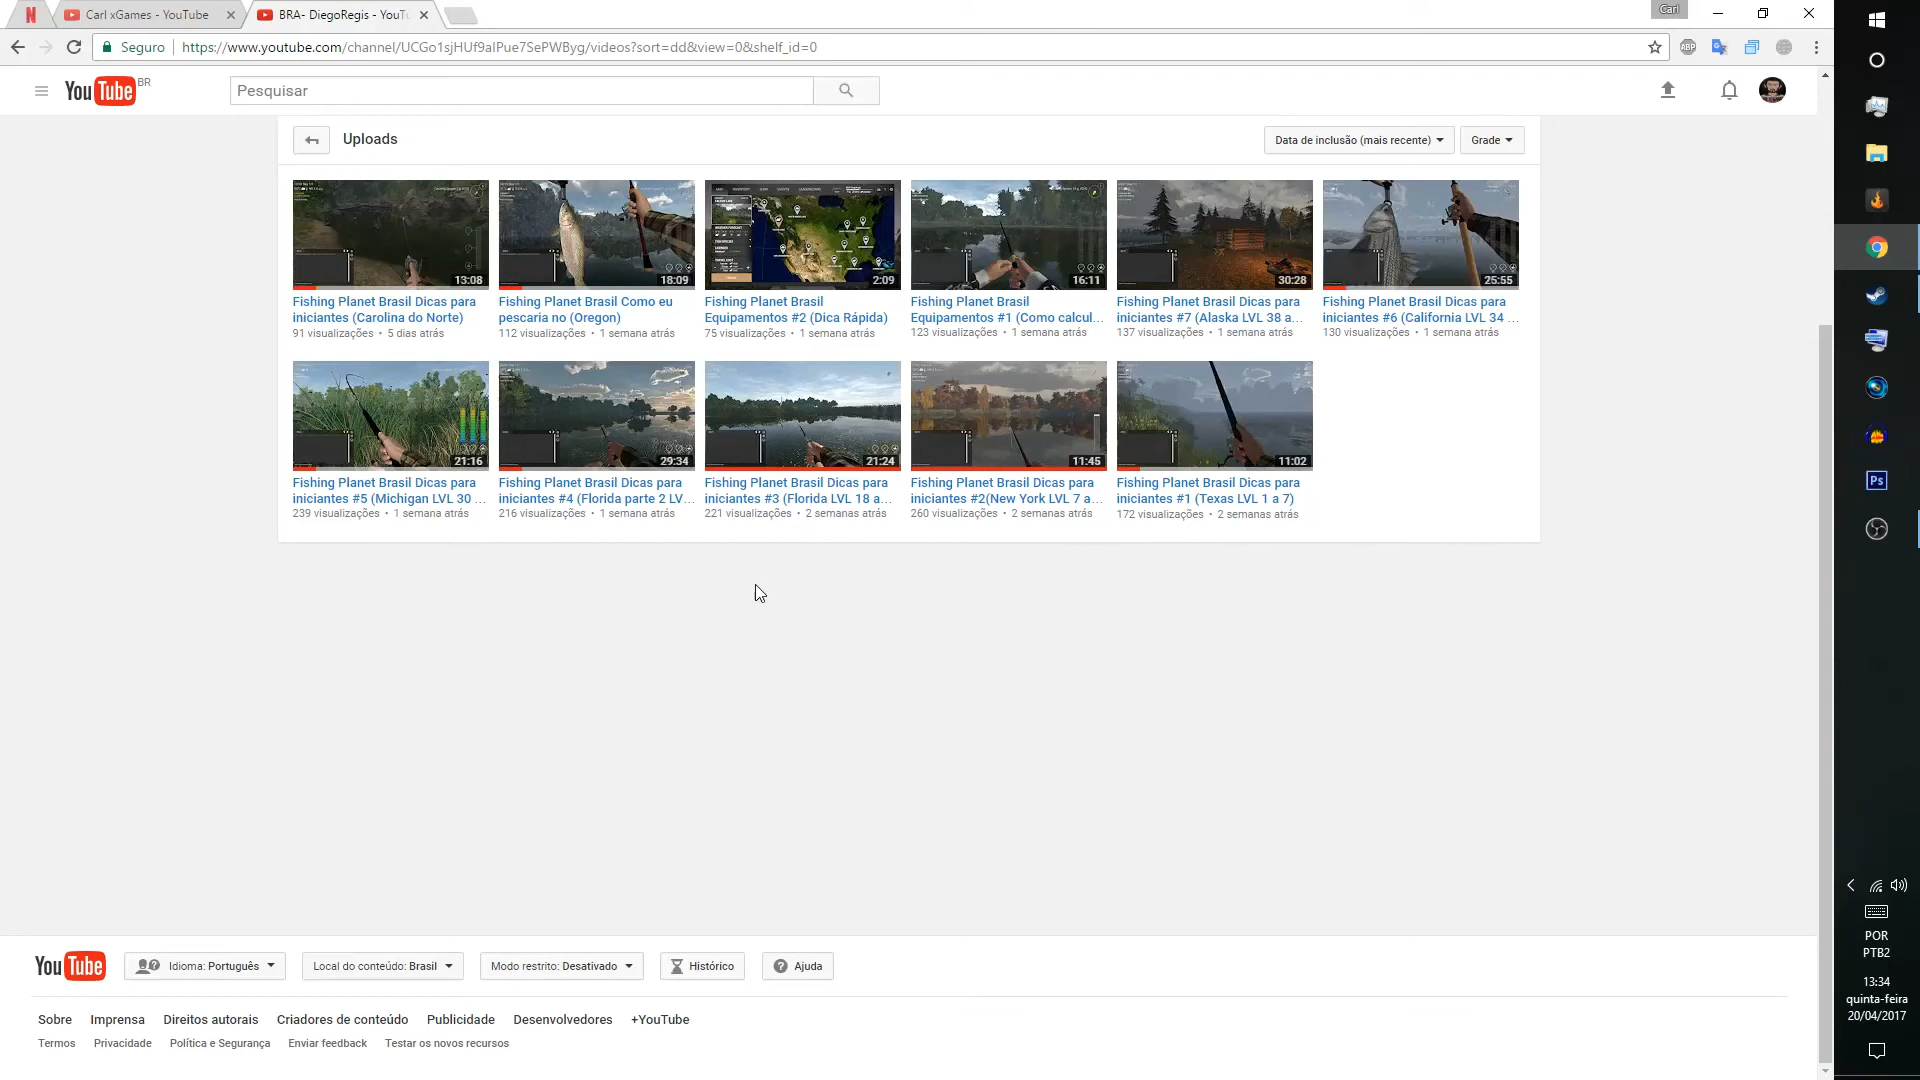 Carl xGames - YouTube
BRA- DiegoRegis - YouTu
Carl
Seguro
https://www.youtube.com/channel/UCGo1sjHUf9alPue7SePWByg/videos?sort=dd&view=0&shelf_id=0
ABP
YouTube BR
Pesquisar
Uploads
Data de inclusão (mais recente)
Grade
13:08
18:09
2:09
16:11
30:28
25:55
Fishing Planet Brasil Dicas para
iniciantes (Carolina do Norte)
91 visualizações • 5 dias atrás
Fishing Planet Brasil Como eu
pescaria no (Oregon)
112 visualizações • 1 semana atrás
Fishing Planet Brasil
Equipamentos #2 (Dica Rápida)
75 visualizações • 1 semana atrás
Fishing Planet Brasil
Equipamentos #1 (Como calcul...
123 visualizações • 1 semana atrás
Fishing Planet Brasil Dicas para
iniciantes #7 (Alaska LVL 38 a...
137 visualizações • 1 semana atrás
Fishing Planet Brasil Dicas para
iniciantes #6 (California LVL 34 ...
130 visualizações • 1 semana atrás
21:16
29:34
21:24
11:45
11:02
Fishing Planet Brasil Dicas para
iniciantes #5 (Michigan LVL 30 ...
239 visualizações • 1 semana atrás
Fishing Planet Brasil Dicas para
iniciantes #4 (Florida parte 2 LV...
216 visualizações • 1 semana atrás
Fishing Planet Brasil Dicas para
iniciantes #3 (Florida LVL 18 a...
221 visualizações • 2 semanas atrás
Fishing Planet Brasil Dicas para
iniciantes #2(New York LVL 7 a...
260 visualizações • 2 semanas atrás
Fishing Planet Brasil Dicas para
iniciantes #1 (Texas LVL 1 a 7)
172 visualizações • 2 semanas atrás
Ps
YouTube
Idioma: Português
Local do conteúdo: Brasil
Modo restrito: Desativado
Histórico
Ajuda
Sobre Imprensa Direitos autorais Criadores de conteúdo Publicidade Desenvolvedores +YouTube
Termos Privacidade Política e Segurança Enviar feedback Testar os novos recursos
POR
PTB2
13:34
quinta-feira
20/04/2017